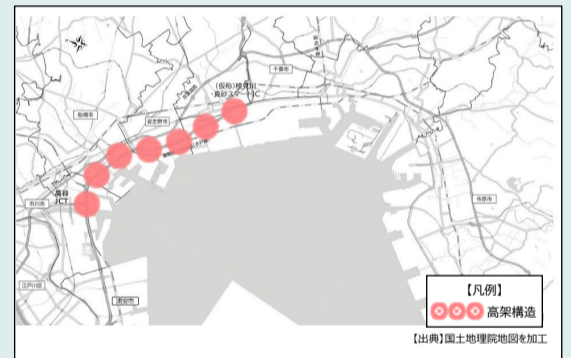 千葉市
(仮称)検見川
・真砂スマートIC
船橋市
習志野市
高谷
JCT
市川市
市原市
江戸川区
浦安市
【凡例】
高架構造
【出典】国土地理院地図を加工